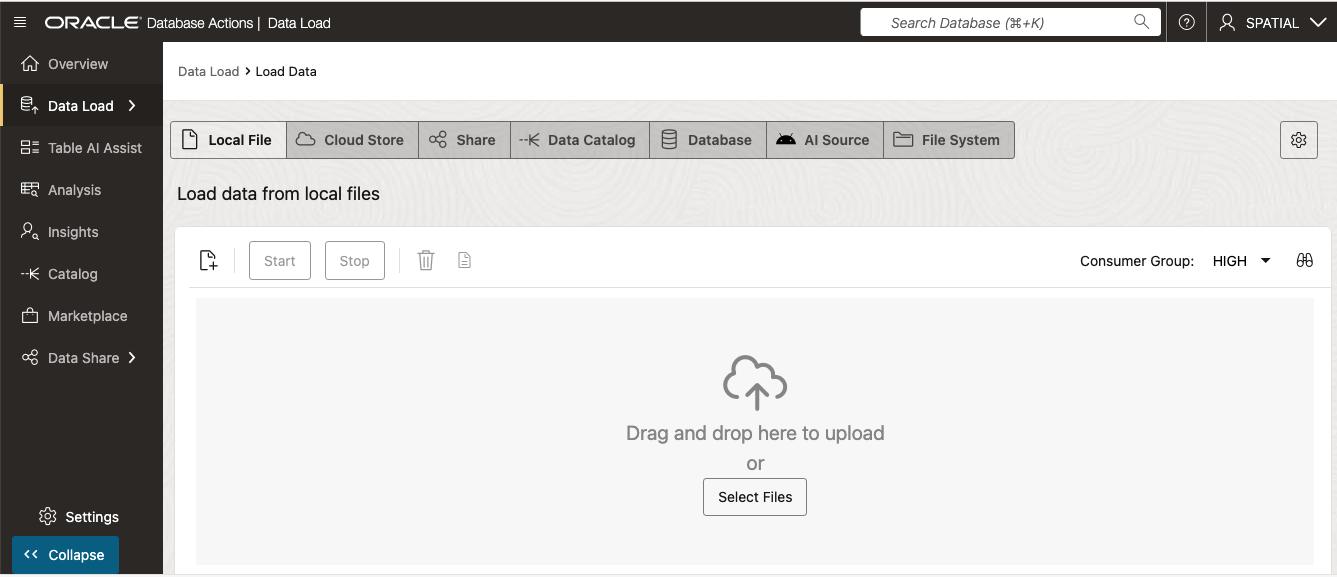 ORACLE Database Actions | Data Load
Search Database (⌘+K)
SPATIAL
Overview
Data Load
Table AI Assist
Analysis
Insights
Catalog
Marketplace
Data Share
Settings
Collapse
Data Load > Load Data
Local File Cloud Store Share Data Catalog Database AI Source File System
Load data from local files
Start Stop Consumer Group: HIGH
Drag and drop here to upload
or
Select Files